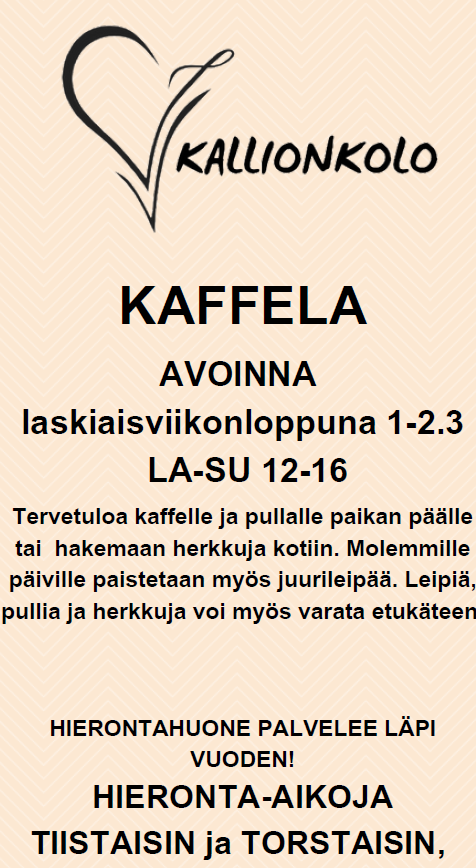 KALLIONKOLO
KAFFELA
AVOINNA
laskiaisviikonloppuna 1-2.3
LA-SU 12-16
Tervetuloa kaffelle ja pullalle paikan päälle
tai hakemaan herkkuja kotiin. Molemmille
päiville paistetaan myös juurileipää. Leipiä,
pullia ja herkkuja voi myös varata etukäteen
HIERONTAHUONE PALVELEE LÄPI
VUODEN!
HIERONTA-AIKOJA
TIISTAISIN ja TORSTAISIN,